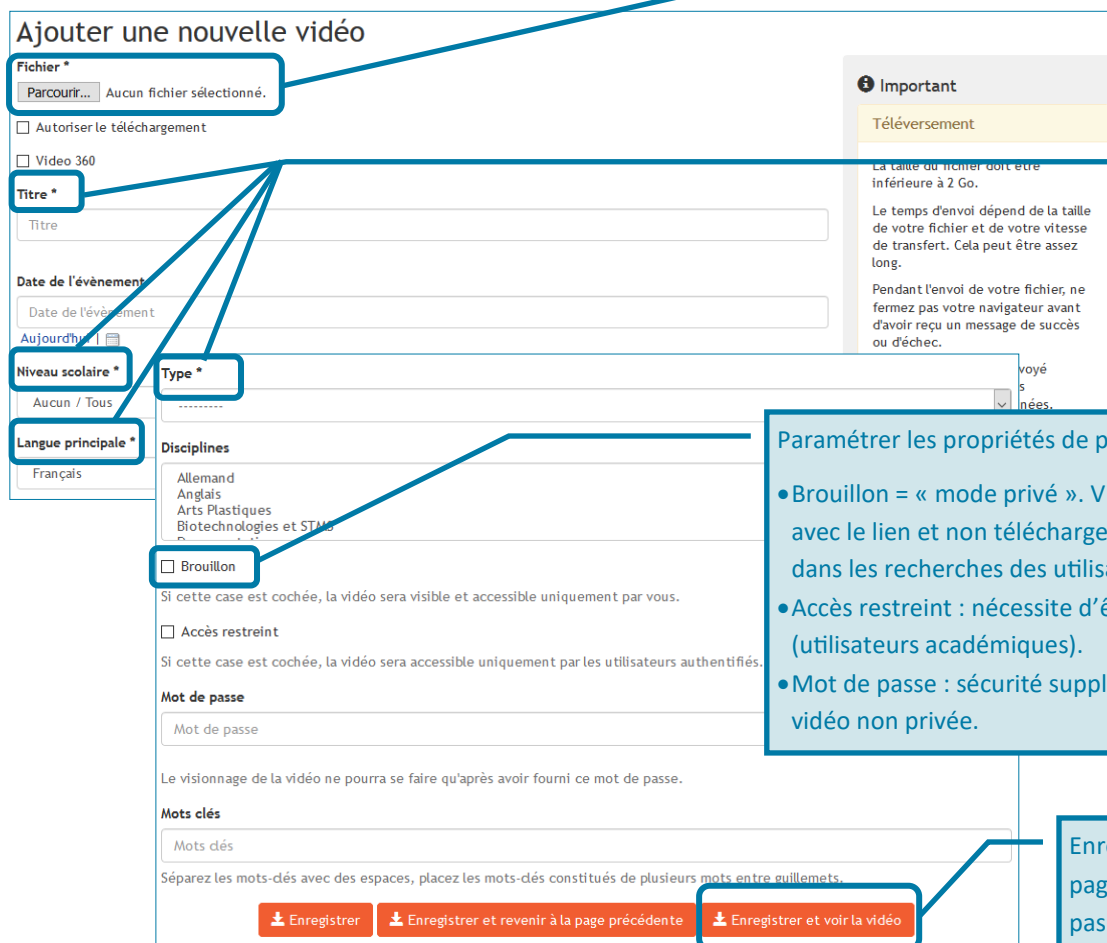 Ajouter une nouvelle vidéo
Fichier *
Parcourir... Aucun fichier sélectionné.
Autoriser le téléchargement
Video 360
Titre *
Titre
Date de l'évènement
Date de l'évènement
Aujourd'hui |
Niveau scolaire *
Aucun / Tous
Langue principale *
Français
Important
Téléversement
La taille du fichier doit être
inférieure à 2 Go.
Le temps d'envoi dépend de la taille
de votre fichier et de votre vitesse
de transfert. Cela peut être assez
long.
Pendant l'envoi de votre fichier, ne
fermez pas votre navigateur avant
d'avoir reçu un message de succès
ou d'échec.
Type *
---------
Disciplines
Allemand
Anglais
Arts Plastiques
Biotechnologies et STMS
Brouillon
Si cette case est cochée, la vidéo sera visible et accessible uniquement par vous.
Accès restreint
Si cette case est cochée, la vidéo sera accessible uniquement par les utilisateurs authentifiés.
Mot de passe
Mot de passe
Le visionnage de la vidéo ne pourra se faire qu'après avoir fourni ce mot de passe.
Mots clés
Mots clés
Séparez les mots-clés avec des espaces, placez les mots-clés constitués de plusieurs mots entre guillemets.
Enregistrer Enregistrer et revenir à la page précédente Enregistrer et voir la vidéo
Paramétrer les propriétés de p
•Brouillon = « mode privé ». V
avec le lien et non télécharge
dans les recherches des utilisa
•Accès restreint : nécessite d'ê
(utilisateurs académiques).
•Mot de passe : sécurité suppl
vidéo non privée.
Enr
pag
pas